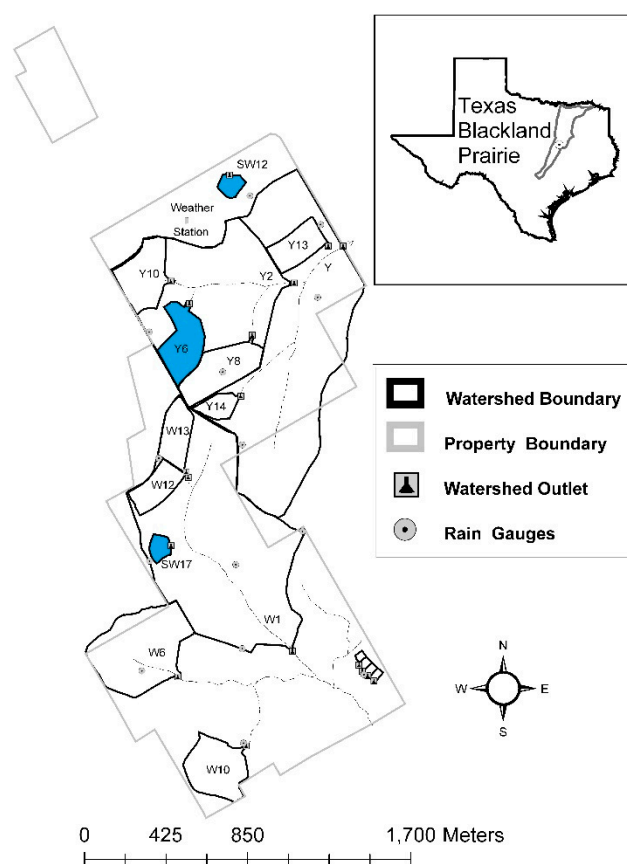 Texas
Blackland
Prairie
SW12
Weather
Station
Y13
Y
Y10
Y2
Y6
Y8
Y14
W13
W12
SW17
W1
W6
W10
Watershed Boundary
Property Boundary
Watershed Outlet
Rain Gauges
N
W E
S
0 425 850 1,700 Meters